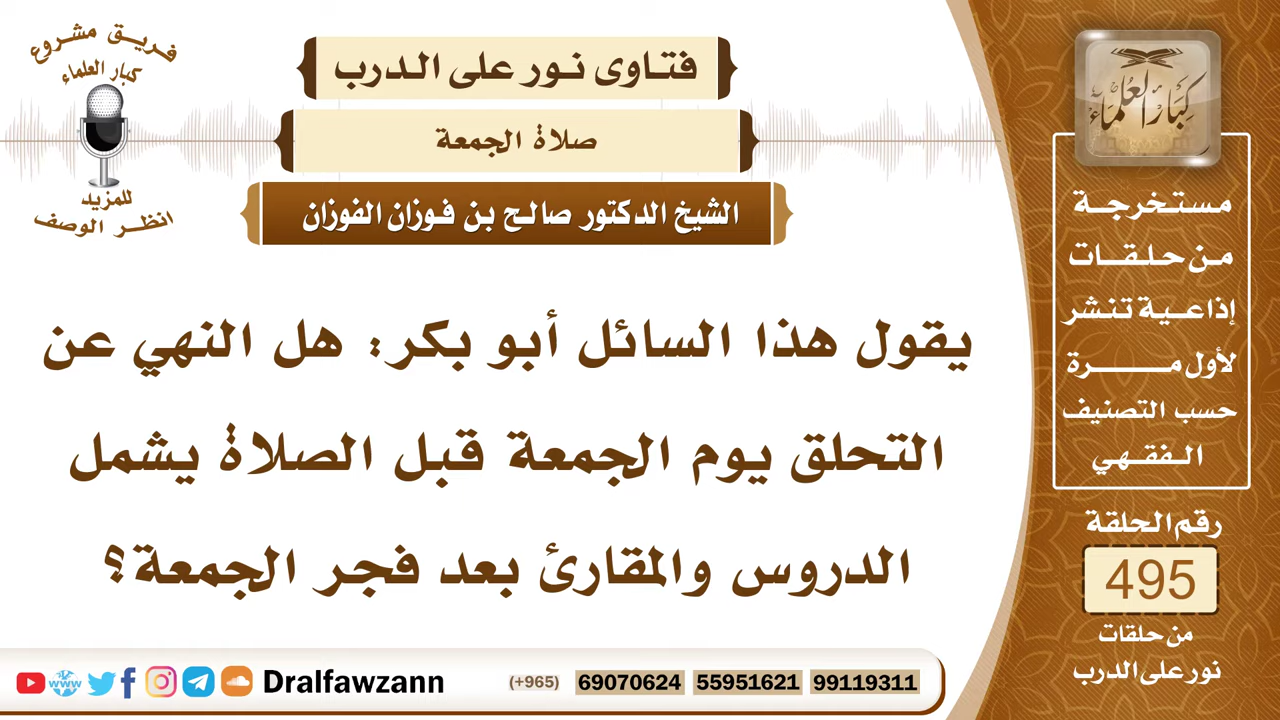 فريق مشروع
كبار العلماء
للمزيد
انظر الوصف
فتاوى نور على الدرب
صلاة الجمعة
الشيخ الدكتور صالح بن فوزان الفوزان
يقول هذا السائل أبو بكر: هل النهي عن
التحلق يوم الجمعة قبل الصلاة يشمل
الدروس والمقارئ بعد فجر الجمعة؟
كبار العلماء
مستخرجة
من حلقات
إذاعية تنشر
لأول مرة
حسب التصنيف
الفقهي
رقم الحلقة
495
من حلقات
نور على الدرب
www Dralfawzann (+965) 69070624 55951621 99119311